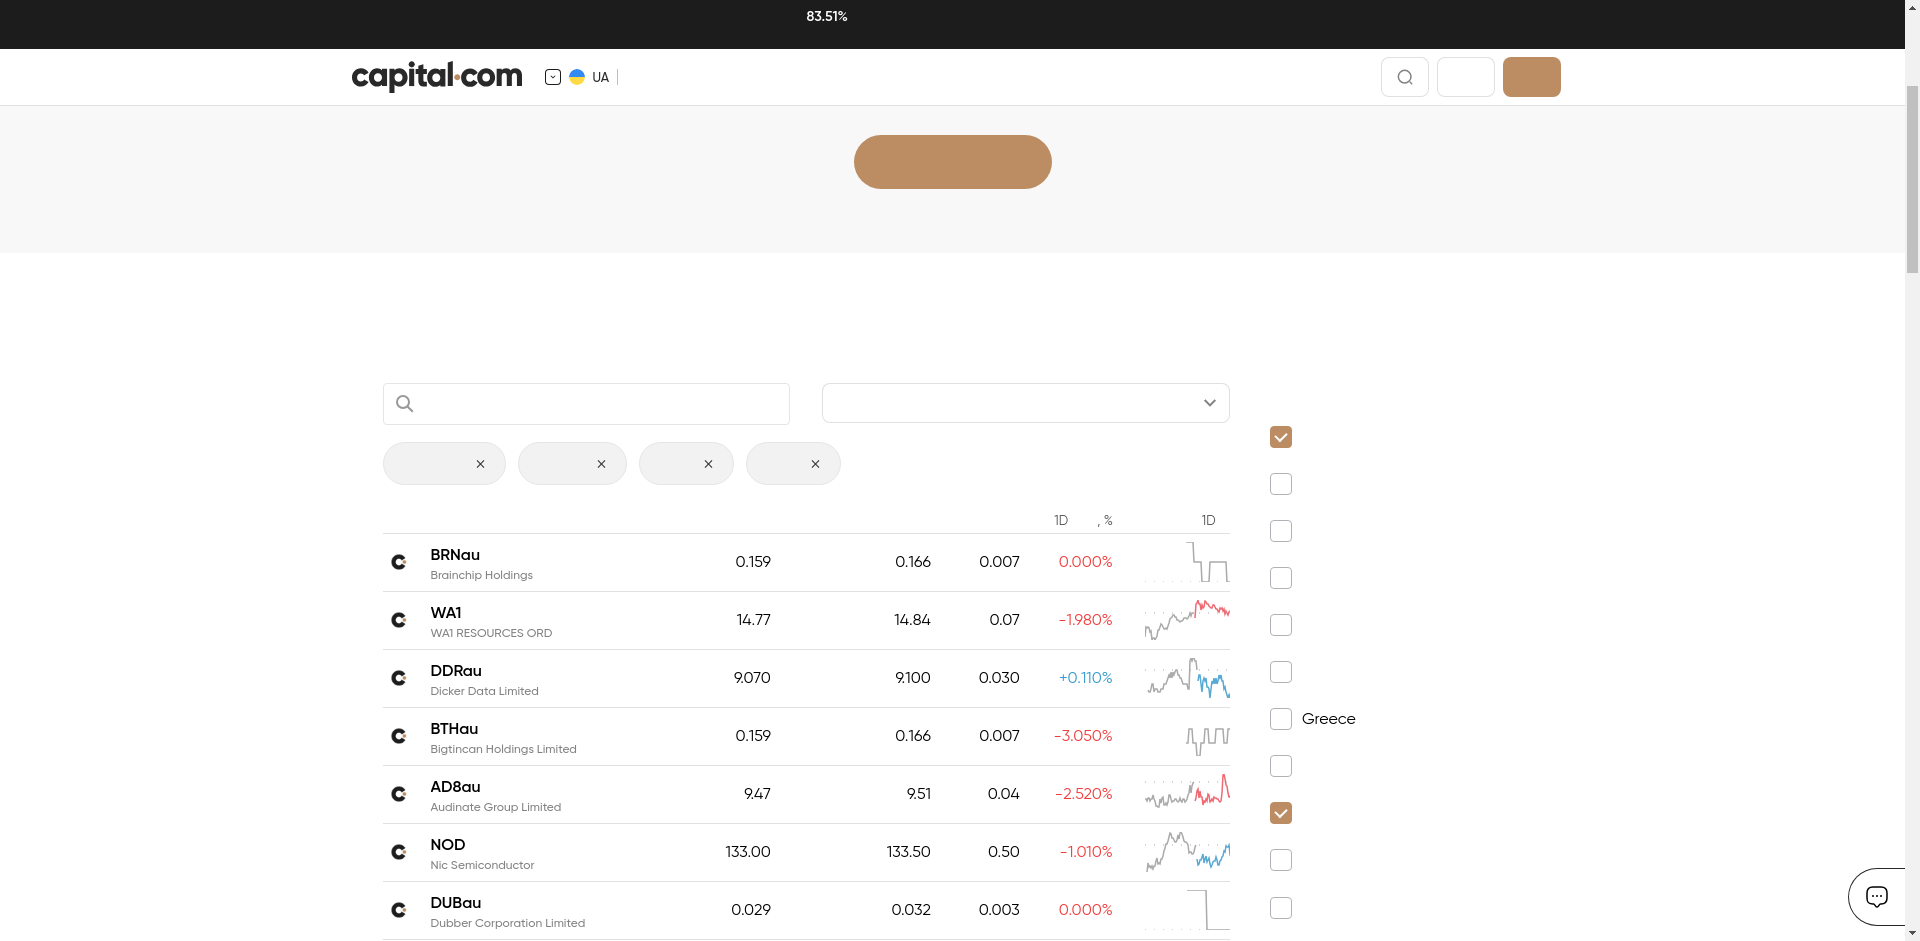 83.51%
capital.com
UA
1D , % 1D
BRNau 0.159 0.166 0.007 0.000%
Brainchip Holdings
WA1 14.77 14.84 0.07 -1.980%
WA1 RESOURCES ORD
DDRau 9.070 9.100 0.030 +0.110%
Dicker Data Limited
BTHau 0.159 0.166 0.007 -3.050%
Bigtincan Holdings Limited
Greece
AD8au 9.47 9.51 0.04 -2.520%
Audinate Group Limited
NOD 133.00 133.50 0.50 -1.010%
Nic Semiconductor
DUBau 0.029 0.032 0.003 0.000%
Dubber Corporation Limited